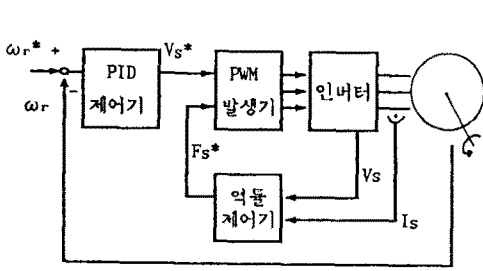 ωr* +
-
ωr
PID
제어기
Vs*
PWM
발생기
인버터
Fs*
역률
제어기
Vs
Is